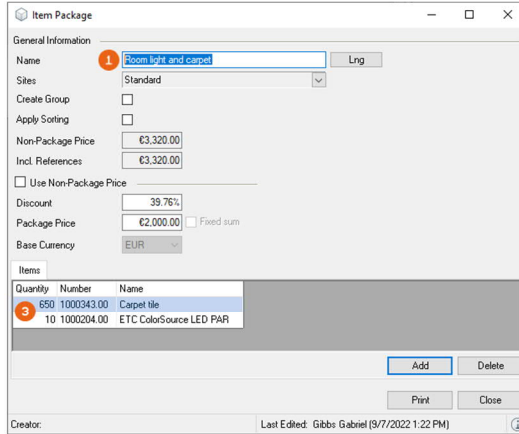 Item Package
General Information
Name 1 Room light and carpet Lng
Sites Standard
Create Group
Apply Sorting
Non-Package Price €3,320.00
Incl. References €3,320.00
Use Non-Package Price
Discount 39.76%
Package Price €2,000.00 Fixed sum
Base Currency EUR
Items
Quantity Number Name
650 1000343.00 Carpet tile
3
10 1000204.00 ETC ColorSource LED PAR
Add Delete
Print Close
Creator: Last Edited: Gibbs Gabriel (9/7/2022 1:22 PM)